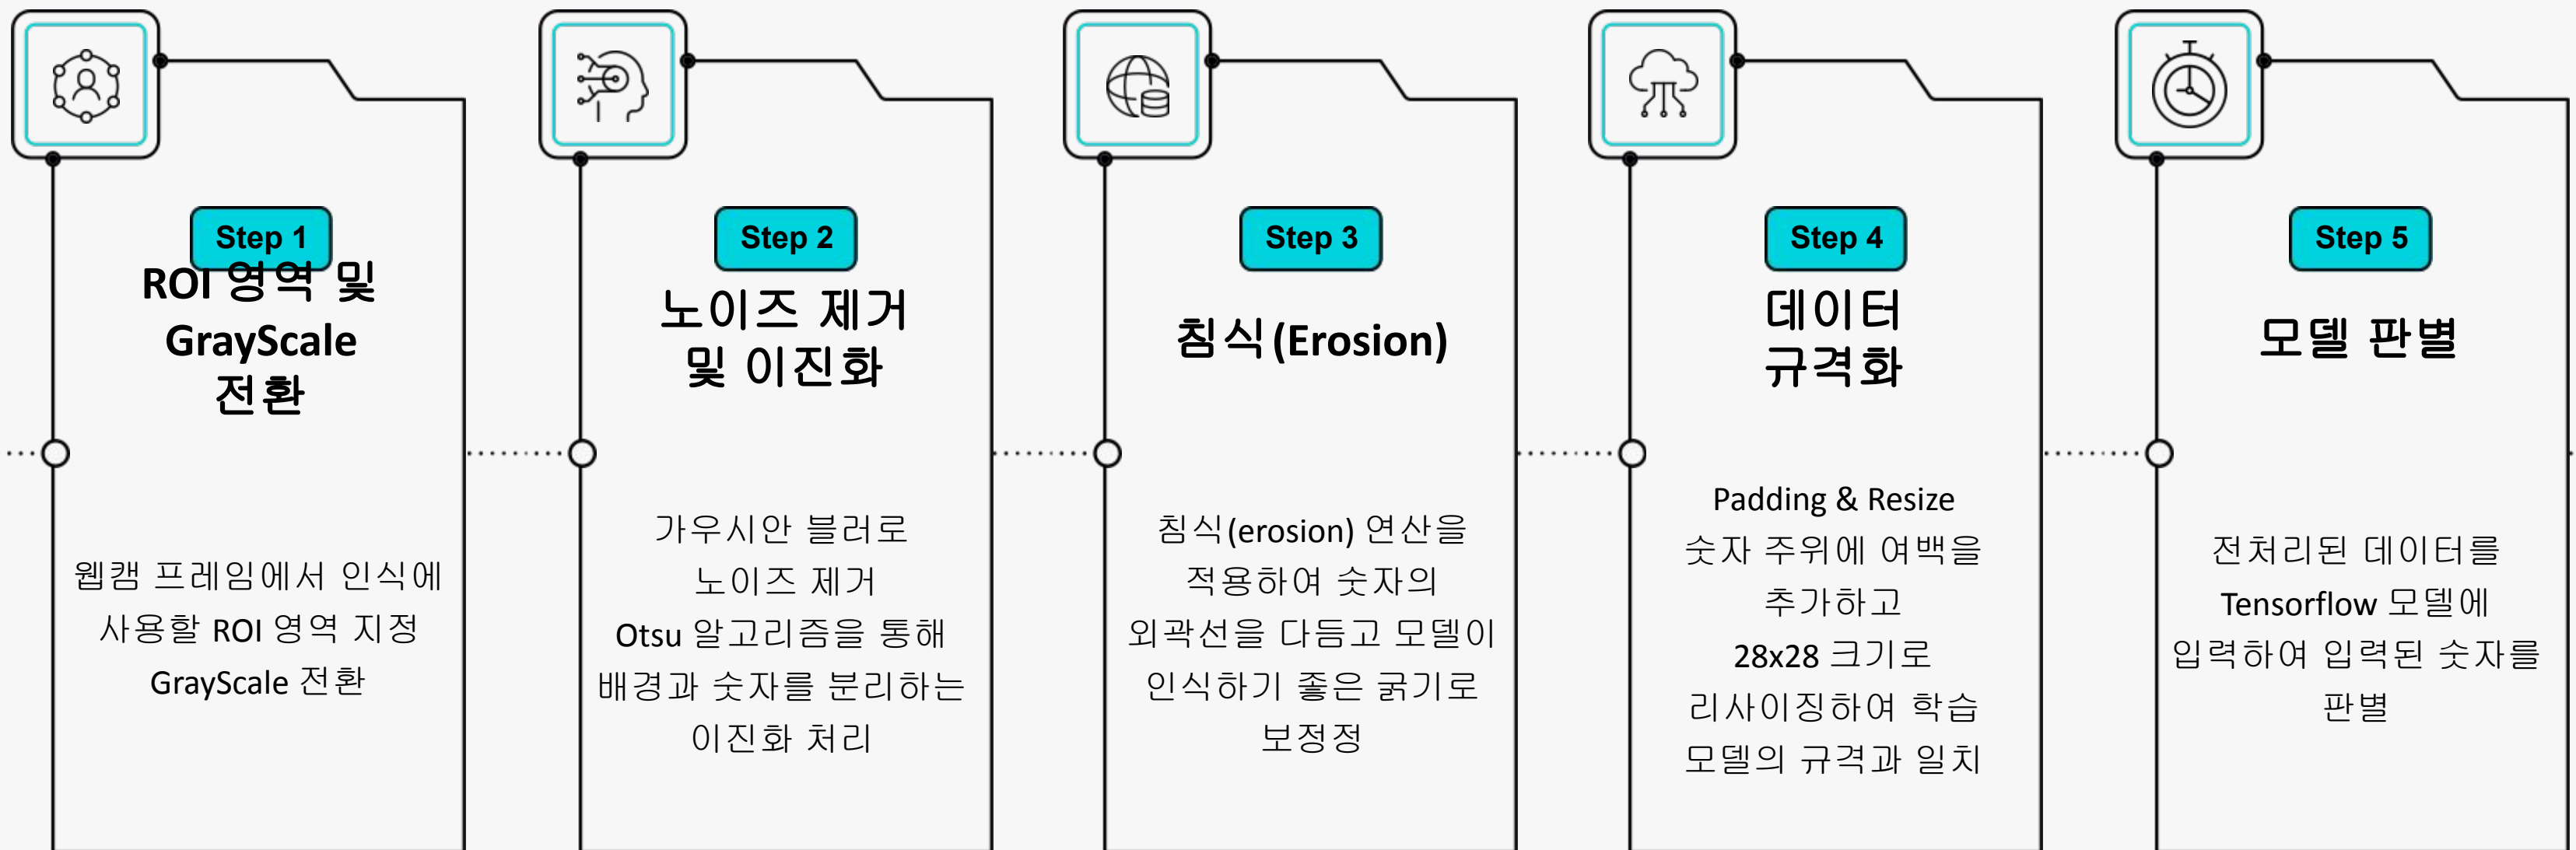 Step 1
ROI 영역 및
GrayScale
전환
웹캠 프레임에서 인식에
사용할 ROI 영역 지정
GrayScale 전환
Step 2
노이즈 제거
및 이진화
가우시안 블러로
노이즈 제거
Otsu 알고리즘을 통해
배경과 숫자를 분리하는
이진화 처리
Step 3
침식(Erosion)
침식(erosion) 연산을
적용하여 숫자의
외곽선을 다듬고 모델이
인식하기 좋은 굵기로
보정정
Step 4
데이터
규격화
Padding & Resize
숫자 주위에 여백을
추가하고
28x28 크기로
리사이징하여 학습
모델의 규격과 일치
Step 5
모델 판별
전처리된 데이터를
Tensorflow 모델에
입력하여 입력된 숫자를
판별